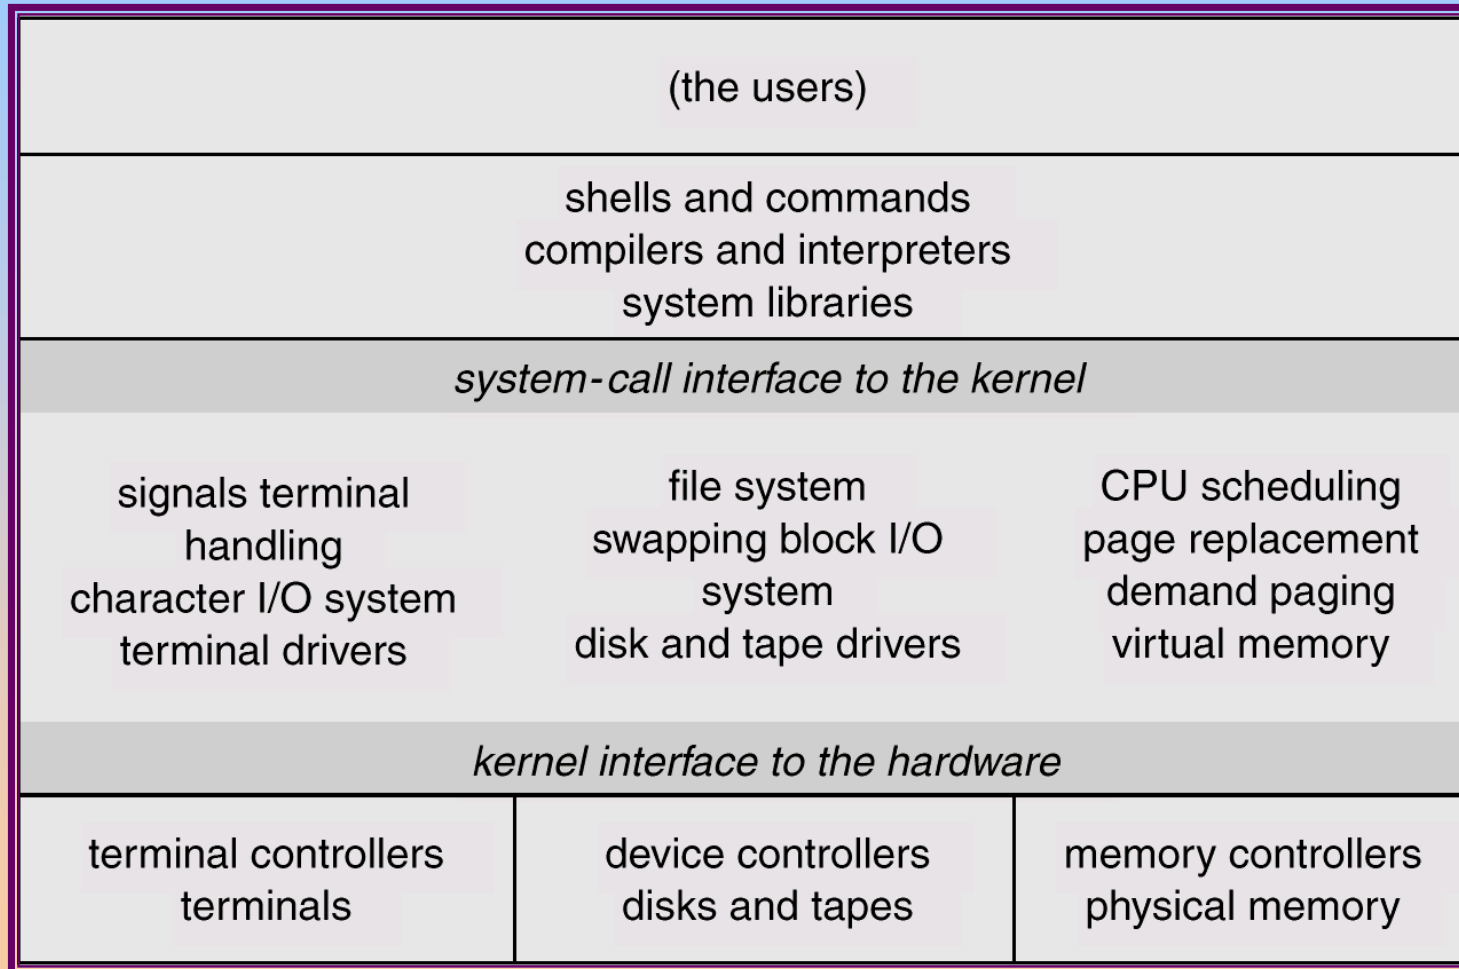 (the users)
shells and commands
compilers and interpreters
system libraries
system-call interface to the kernel
signals terminal
handling
character I/O system
terminal drivers
file system
swapping block I/O
system
disk and tape drivers
CPU scheduling
page replacement
demand paging
virtual memory
kernel interface to the hardware
terminal controllers
terminals
device controllers
disks and tapes
memory controllers
physical memory